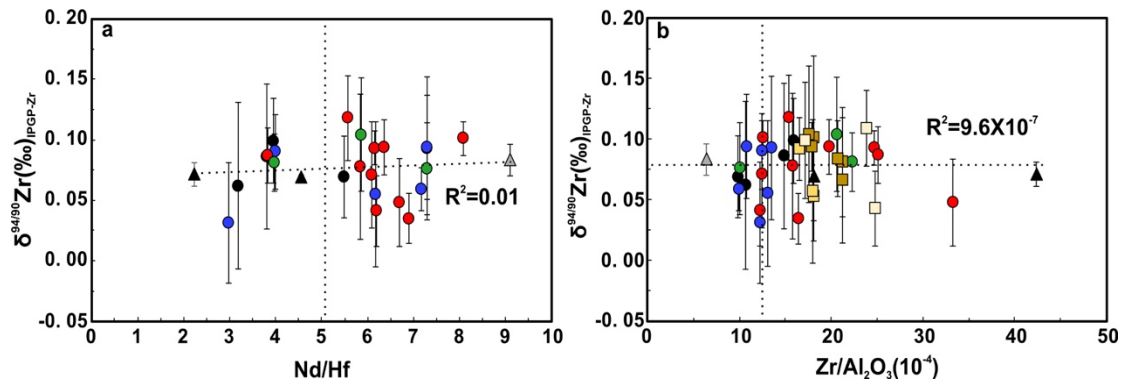 a
0.20
0.15
0.10
0.05
0.00
-0.05
δ⁹⁴/⁹⁰Zr(‰)IPGP-Zr
R²=0.01
0 1 2 3 4 5 6 7 8 9 10
Nd/Hf
b
0.20
0.15
0.10
0.05
0.00
-0.05
δ⁹⁴/⁹⁰Zr(‰)IPGP-Zr
R²=9.6X10⁻⁷
0 10 20 30 40 50
Zr/Al₂O₃(10⁻⁴)